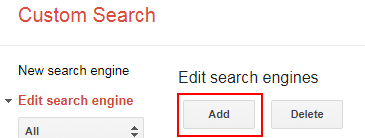 Custom Search
New search engine
Edit search engines
Edit search engine
Add
Delete
All